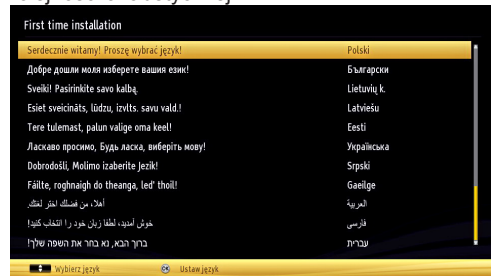 First time installation
Serdecznie witamy! Proszę wybrać język! Polski
Добре дошли моля изберете вашия език! Български
Sveiki! Pasirinkite savo kalbą. Lietuvių k.
Esiet sveicināts, lūdzu, izvlts. savu vald.! Latviešu
Tere tulemast, palun valige oma keel! Eesti
Ласкаво просимо, Будь ласка, виберіть мову! Українська
Dobrodošli, Molimo izaberite Jezik! Srpski
Fáilte, roghnaigh do theanga, led' thoil! Gaeilge
أهلا، من فضلك اختر لغتك. العربية
خوش آمدید، لطفا زبان خود را انتخاب کنید! فارسی
ברוך הבא, נא בחר את השפה שלך! עברית
Wybierz język OK Ustaw język